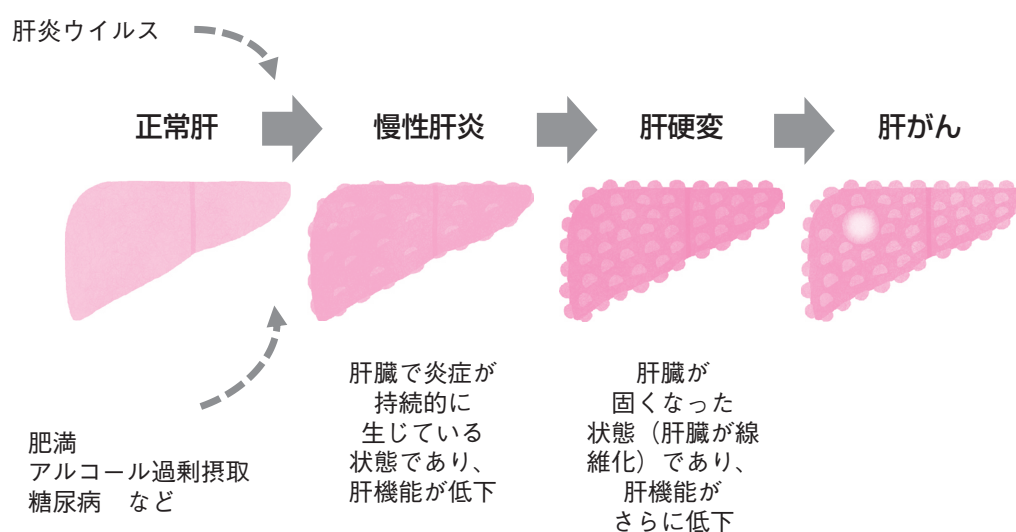 肝炎ウイルス
正常肝
慢性肝炎
肝硬変
肝がん
肝臓で炎症が
持続的に
生じている
状態であり、
肝機能が低下
肝臓が
固くなった
状態（肝臓が線
維化）であり、
肝機能が
さらに低下
肥満
アルコール過剰摂取
糖尿病　など